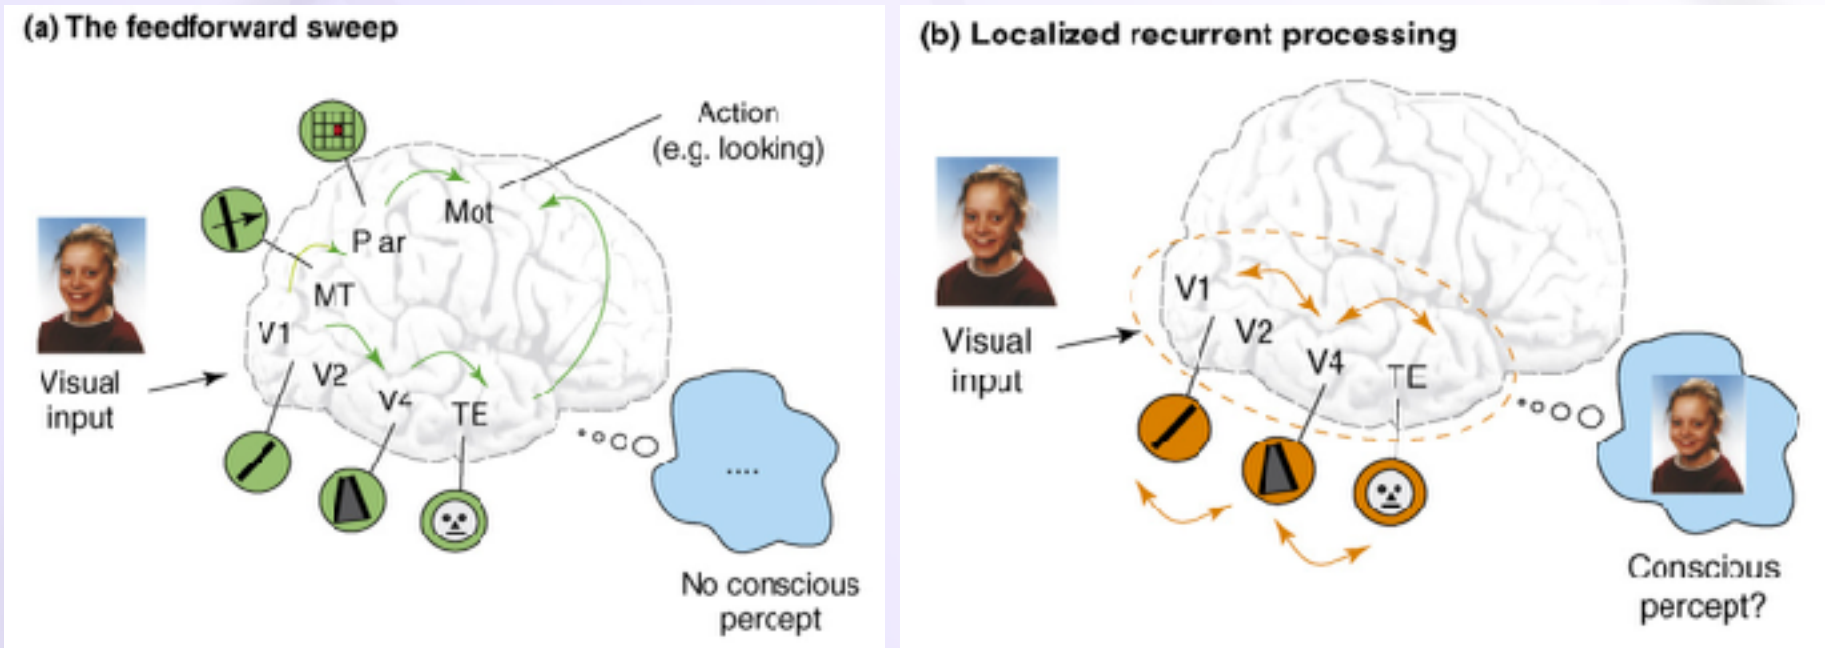 (a) The feedforward sweep
Action
(e.g. looking)
Mot
Par
MT
V1
V2
V4
TE
Visual
input
....
No conscious
percept
(b) Localized recurrent processing
V1
V2
V4
TE
Visual
input
Conscious
percept?